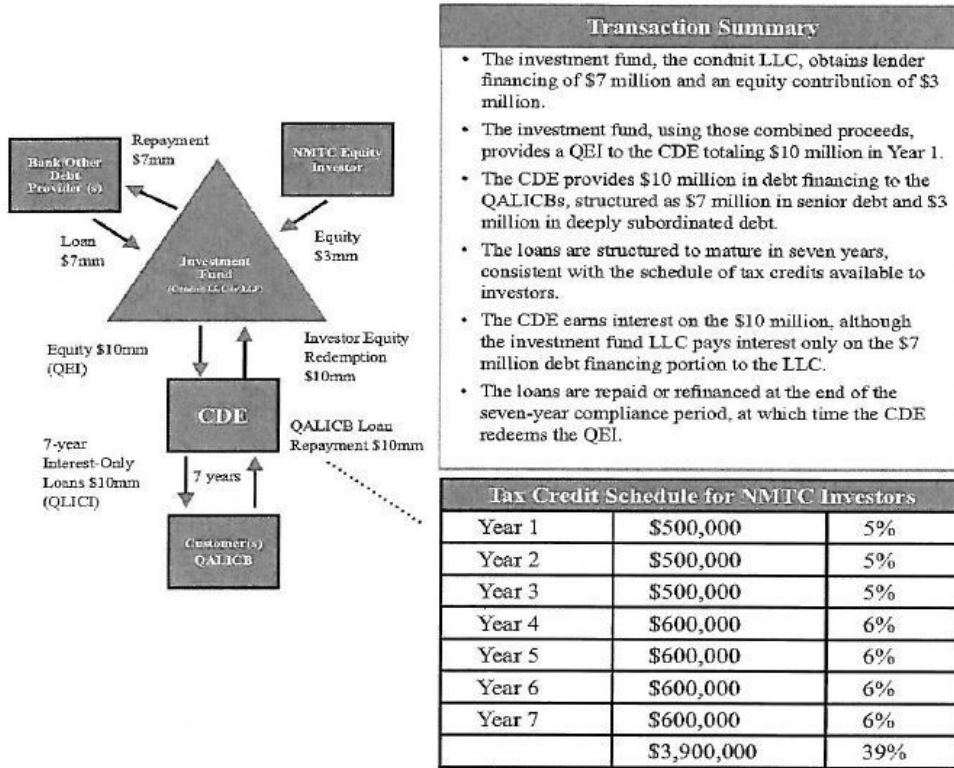 Transaction Summary
• The investment fund, the conduit LLC, obtains lender
financing of $7 million and an equity contribution of $3
million.
• The investment fund, using those combined proceeds,
provides a QEI to the CDE totaling $10 million in Year 1.
• The CDE provides $10 million in debt financing to the
QALICBs, structured as $7 million in senior debt and $3
million in deeply subordinated debt.
• The loans are structured to mature in seven years,
consistent with the schedule of tax credits available to
investors.
• The CDE earns interest on the $10 million, although
the investment fund LLC pays interest only on the $7
million debt financing portion to the LLC.
• The loans are repaid or refinanced at the end of the
seven-year compliance period, at which time the CDE
redeems the QEI.
Bank/Other
Debt
Provider (s)
Repayment
$7mm
NMTC Equity
Investor
Loan
$7mm
Equity
$3mm
Investment
Fund
(Conduit LLC or LLP)
Equity $10mm
(QEI)
Investor Equity
Redemption
$10mm
CDE
QALICB Loan
Repayment $10mm
7-year
Interest-Only
Loans $10mm
(QLICI)
7 years
Customer(s)
QALICB
Tax Credit Schedule for NMTC Investors
Year 1 $500,000 5%
Year 2 $500,000 5%
Year 3 $500,000 5%
Year 4 $600,000 6%
Year 5 $600,000 6%
Year 6 $600,000 6%
Year 7 $600,000 6%
$3,900,000 39%